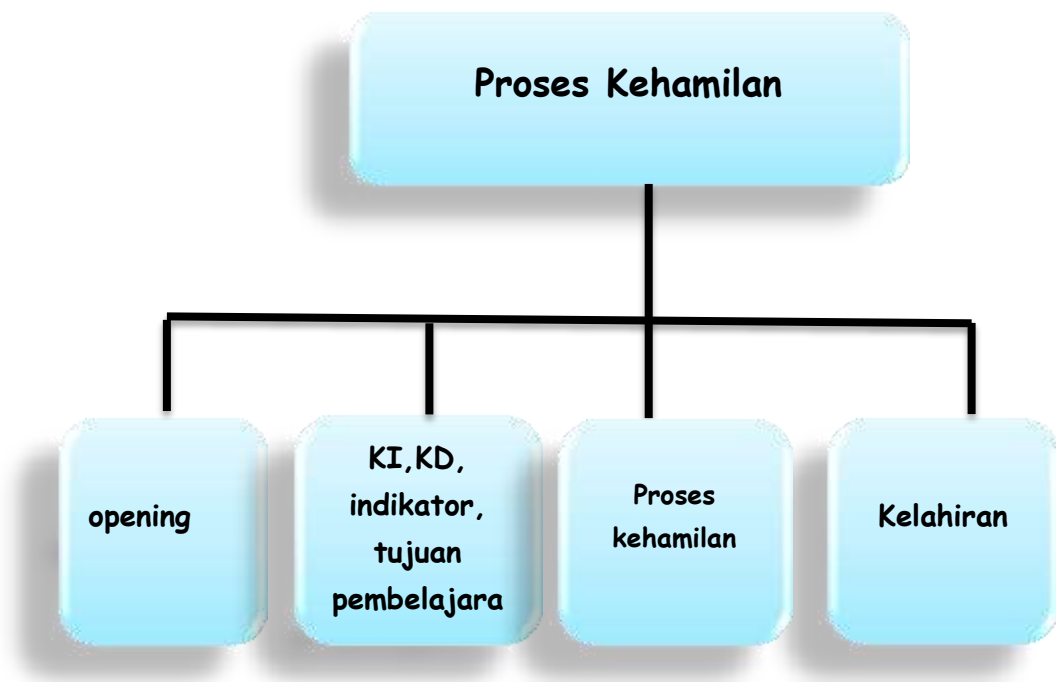 Proses Kehamilan
opening
KI,KD,
indikator,
tujuan
pembelajara
Proses
kehamilan
Kelahiran